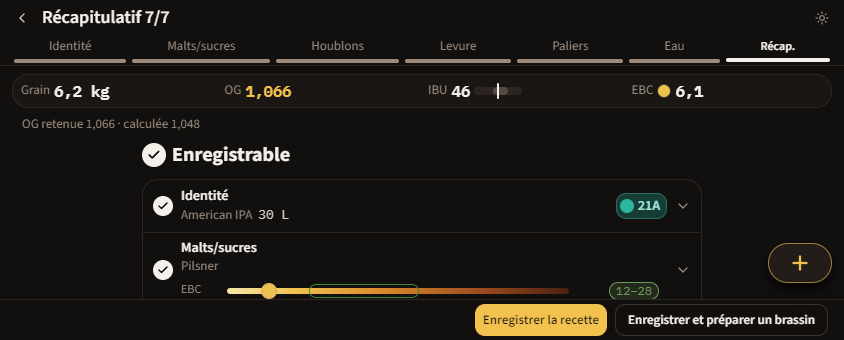 Récapitulatif 7/7
Identité Malts/sucres Houblons Levure Paliers Eau Récap.
Grain 6,2 kg OG 1,066 IBU 46 EBC 6,1
OG retenue 1,066 · calculée 1,048
Enregistrable
Identité
American IPA 30 L 21A
Malts/sucres
Pilsner
EBC 12–28
Enregistrer la recette Enregistrer et préparer un brassin